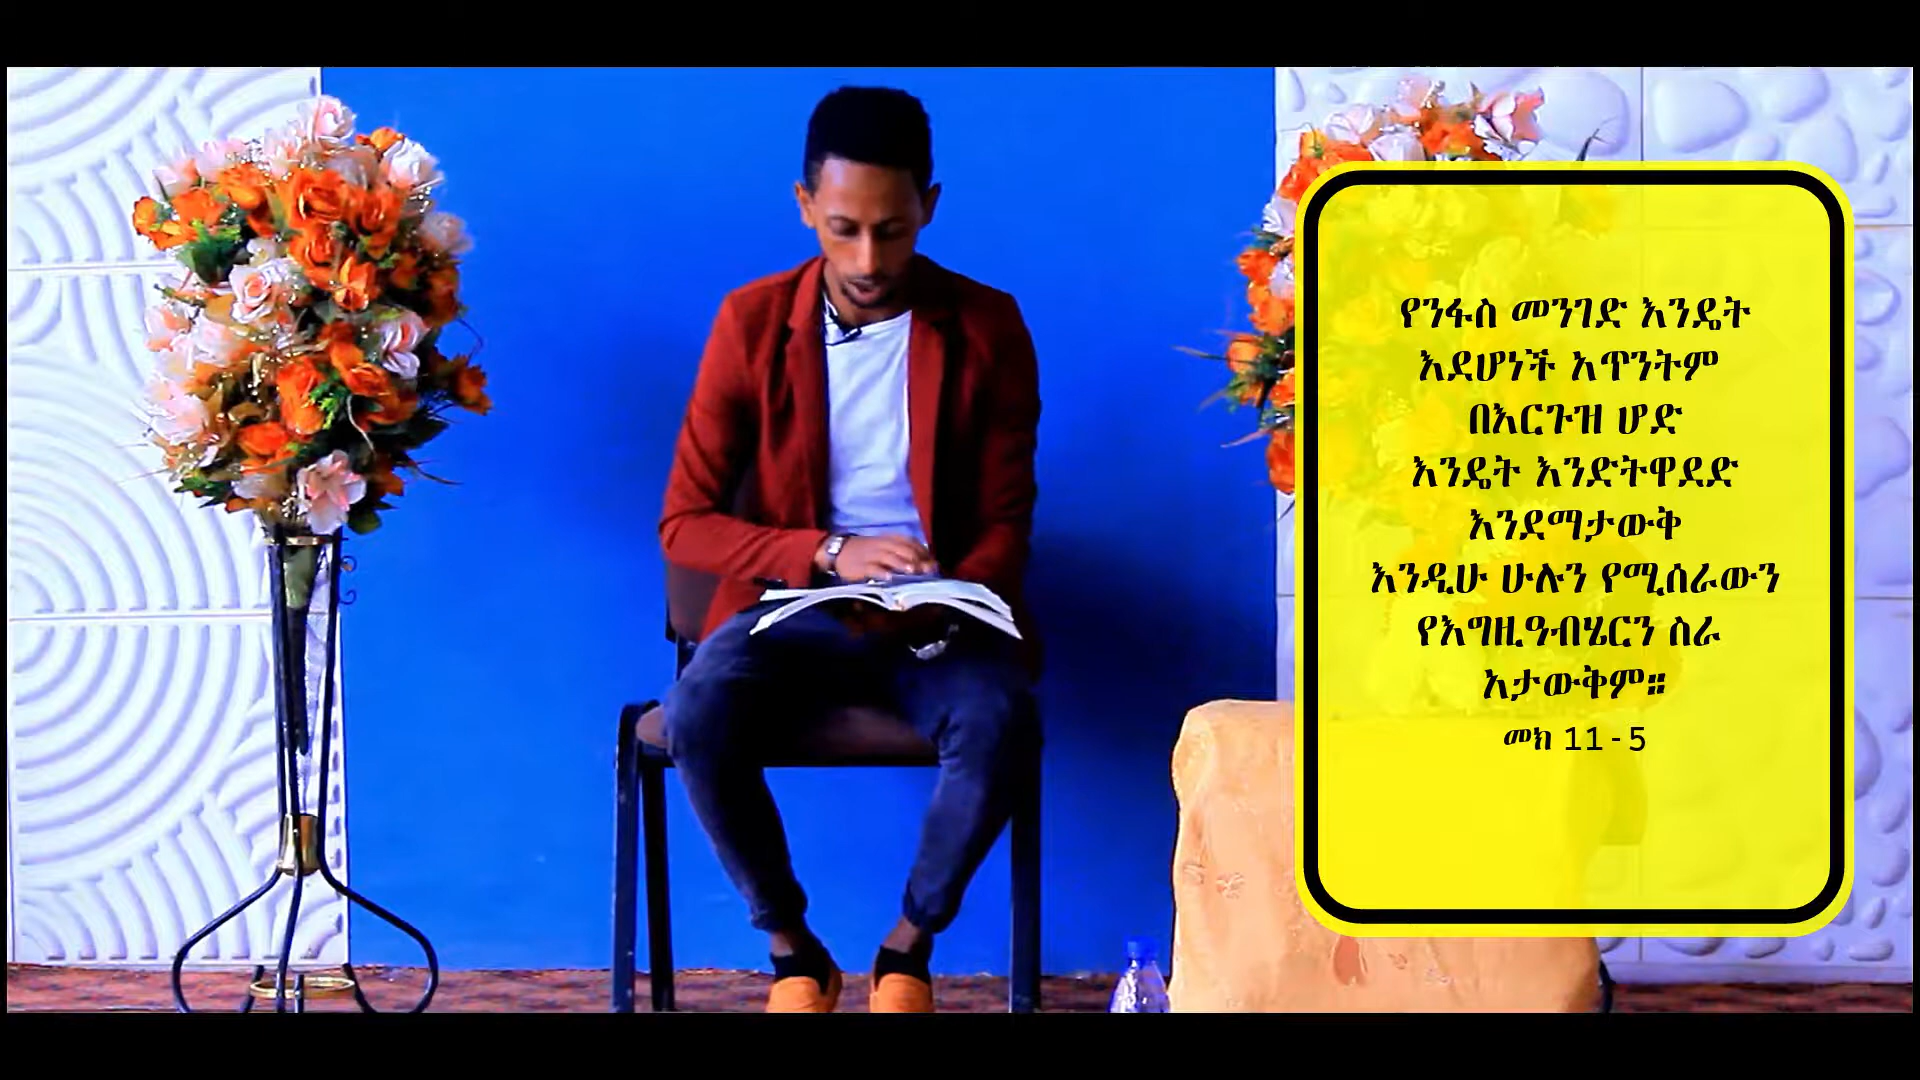 የንፋስ መንገድ እንዴት
እደሆነች አጥንትም
በእርጉዝ ሆድ
እንዴት እንድትዋደድ
እንደማታውቅ
እንዲሁ ሁሉን የሚሰራውን
የእግዚዓብሄርን ስራ
አታውቅም።
መክ 11 - 5